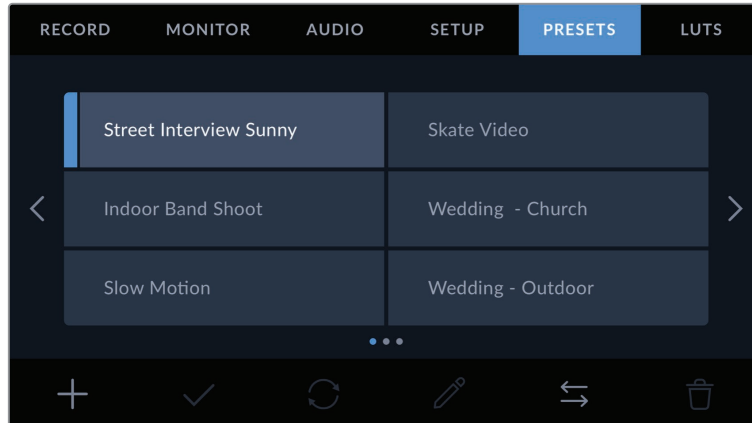 RECORD MONITOR AUDIO SETUP PRESETS LUTS
Street Interview Sunny Skate Video
Indoor Band Shoot Wedding - Church
Slow Motion Wedding - Outdoor